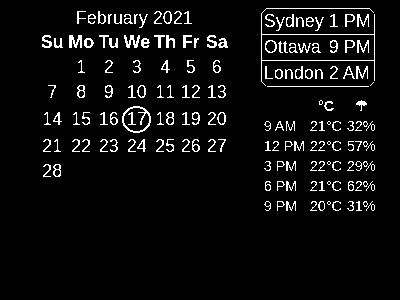 February 2021
Su Mo Tu We Th Fr Sa
1 2 3 4 5 6
7 8 9 10 11 12 13
14 15 16 17 18 19 20
21 22 23 24 25 26 27
28
Sydney 1 PM
Ottawa 9 PM
London 2 AM
°C ☂
9 AM 21°C 32%
12 PM 22°C 57%
3 PM 22°C 29%
6 PM 21°C 62%
9 PM 20°C 31%